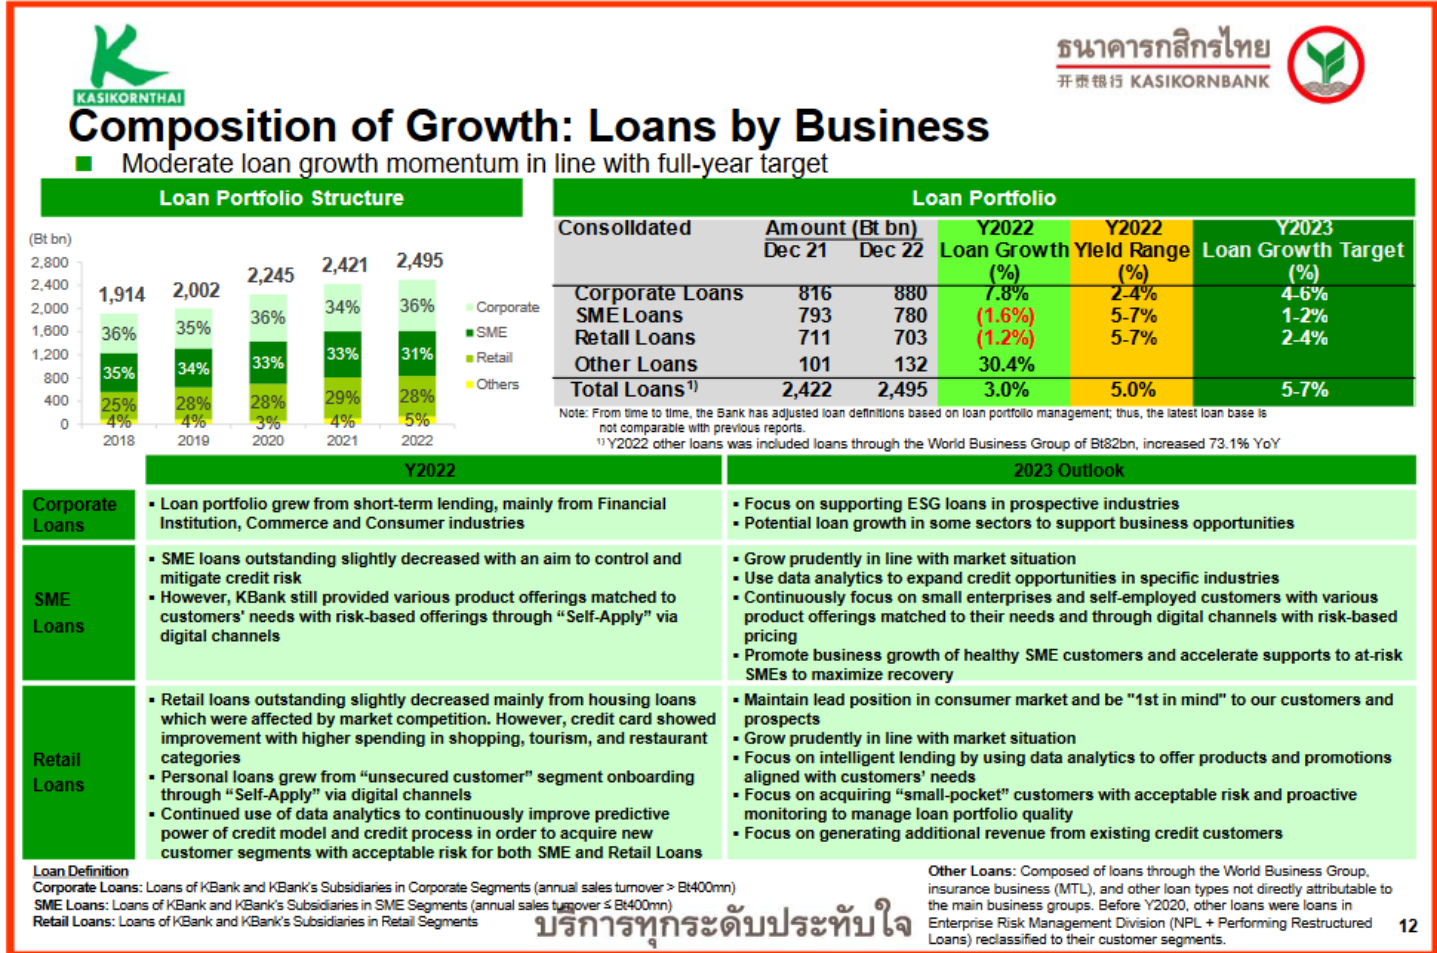 KASIKORNTHAI
ธนาคารกสิกรไทย
开泰银行 KASIKORNBANK
Composition of Growth: Loans by Business
Moderate loan growth momentum in line with full-year target
Loan Portfolio Structure
(Bt bn)
2,800
2,400
2,000
1,600
1,200
800
400
0
1,914 2,002 2,245 2,421 2,495
36% 35% 36% 34% 36%
35% 34% 33% 33% 31%
25% 28% 28% 29% 28%
4% 4% 3% 4% 5%
2018 2019 2020 2021 2022
Corporate
SME
Retail
Others
Loan Portfolio
Consolidated Amount (Bt bn) Y2022 Y2022 Y2023
Dec 21 Dec 22 Loan Growth Yield Range Loan Growth Target
(%) (%) (%)
Corporate Loans 816 880 7.8% 2-4% 4-6%
SME Loans 793 780 (1.6%) 5-7% 1-2%
Retail Loans 711 703 (1.2%) 5-7% 2-4%
Other Loans 101 132 30.4%
Total Loans 1) 2,422 2,495 3.0% 5.0% 5-7%
Note: From time to time, the Bank has adjusted loan definitions based on loan portfolio management; thus, the latest loan base is
not comparable with previous reports.
1) Y2022 other loans was included loans through the World Business Group of Bt82bn, increased 73.1% YoY
Y2022
2023 Outlook
Corporate
Loans
▪ Loan portfolio grew from short-term lending, mainly from Financial
Institution, Commerce and Consumer industries
▪ Focus on supporting ESG loans in prospective industries
▪ Potential loan growth in some sectors to support business opportunities
SME
Loans
▪ SME loans outstanding slightly decreased with an aim to control and
mitigate credit risk
▪ However, KBank still provided various product offerings matched to
customers' needs with risk-based offerings through “Self-Apply” via
digital channels
▪ Grow prudently in line with market situation
▪ Use data analytics to expand credit opportunities in specific industries
▪ Continuously focus on small enterprises and self-employed customers with various
product offerings matched to their needs and through digital channels with risk-based
pricing
▪ Promote business growth of healthy SME customers and accelerate supports to at-risk
SMEs to maximize recovery
Retail
Loans
▪ Retail loans outstanding slightly decreased mainly from housing loans
which were affected by market competition. However, credit card showed
improvement with higher spending in shopping, tourism, and restaurant
categories
▪ Personal loans grew from “unsecured customer” segment onboarding
through “Self-Apply” via digital channels
▪ Continued use of data analytics to continuously improve predictive
power of credit model and credit process in order to acquire new
customer segments with acceptable risk for both SME and Retail Loans
▪ Maintain lead position in consumer market and be "1st in mind" to our customers and
prospects
▪ Grow prudently in line with market situation
▪ Focus on intelligent lending by using data analytics to offer products and promotions
aligned with customers’ needs
▪ Focus on acquiring “small-pocket” customers with acceptable risk and proactive
monitoring to manage loan portfolio quality
▪ Focus on generating additional revenue from existing credit customers
Loan Definition
Corporate Loans: Loans of KBank and KBank's Subsidiaries in Corporate Segments (annual sales turnover > Bt400mn)
SME Loans: Loans of KBank and KBank's Subsidiaries in SME Segments (annual sales turnover ≤ Bt400mn)
Retail Loans: Loans of KBank and KBank's Subsidiaries in Retail Segments
บริการทุกระดับประทับใจ
Other Loans: Composed of loans through the World Business Group,
insurance business (MTL), and other loan types not directly attributable to
the main business groups. Before Y2020, other loans were loans in
Enterprise Risk Management Division (NPL + Performing Restructured
Loans) reclassified to their customer segments.
12